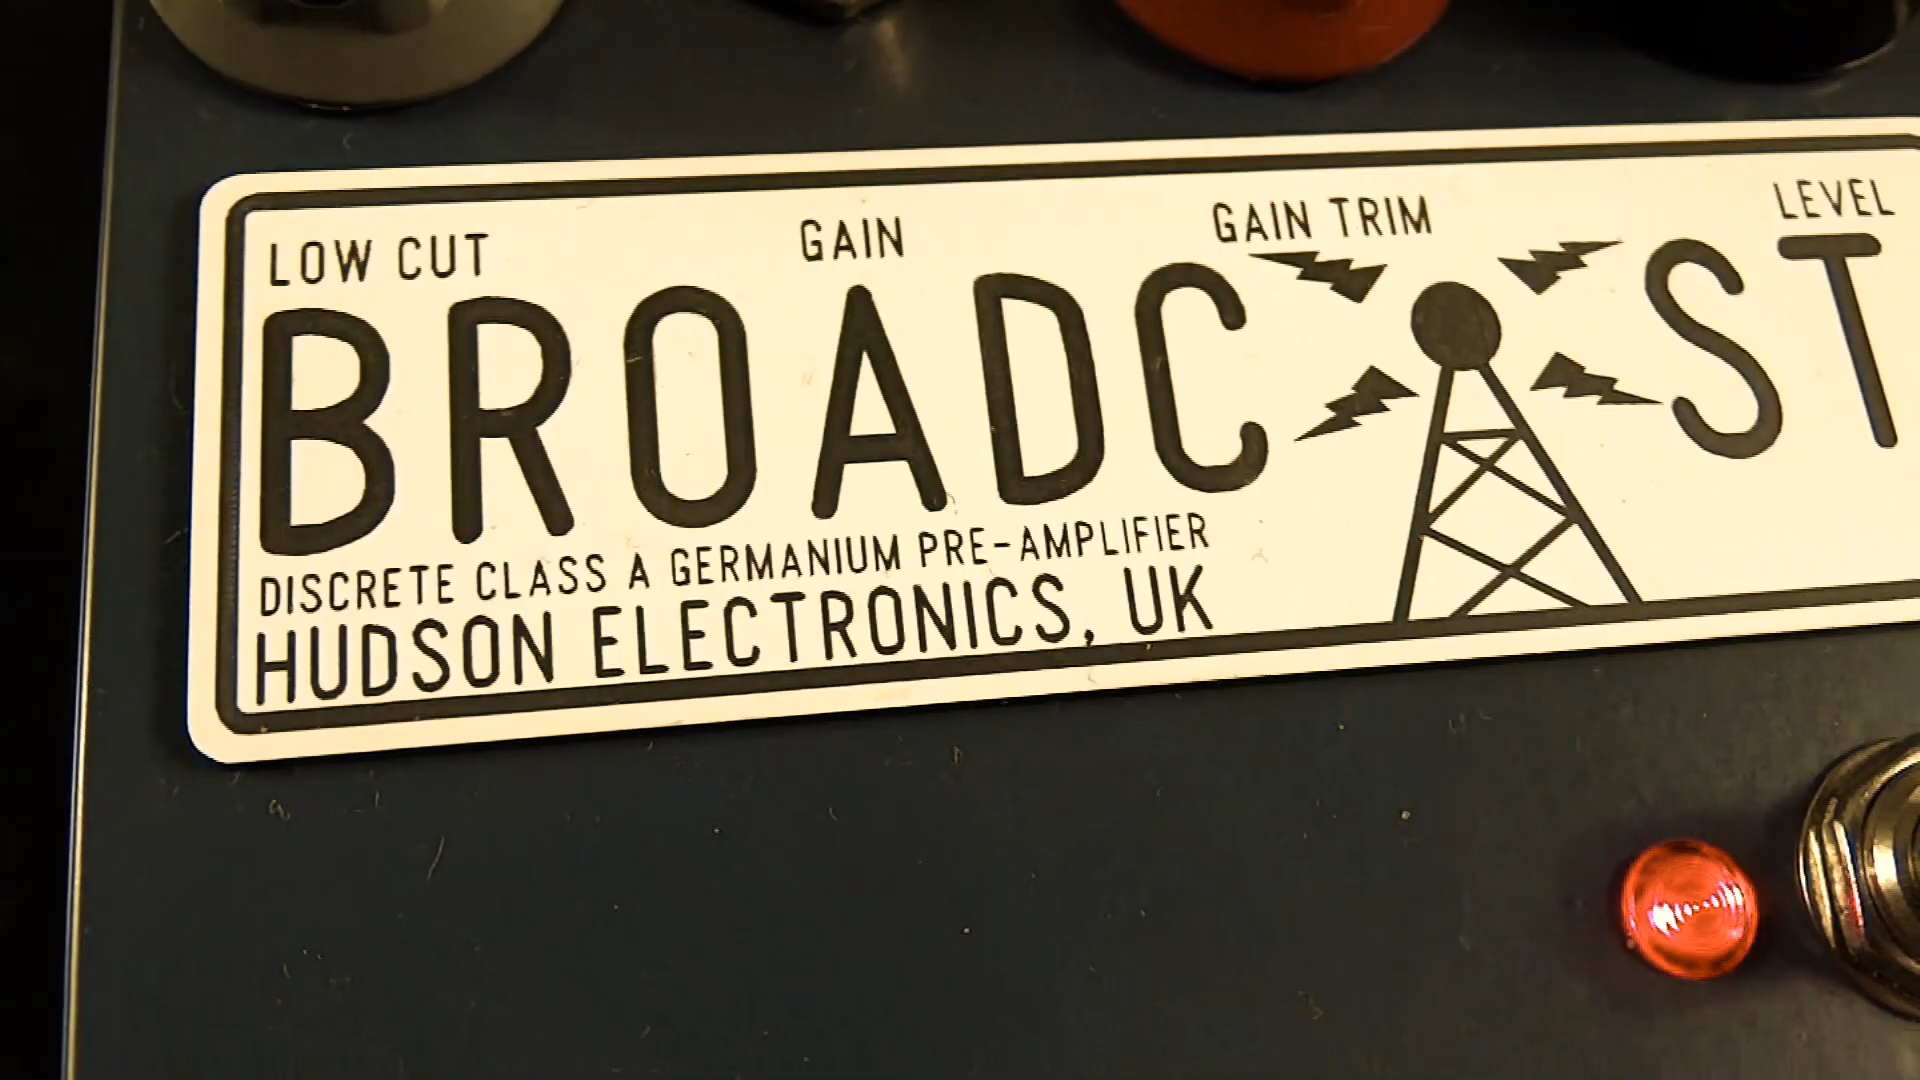 LOW CUT GAIN GAIN TRIM LEVEL
BROADC ST
DISCRETE CLASS A GERMANIUM PRE-AMPLIFIER
HUDSON ELECTRONICS, UK